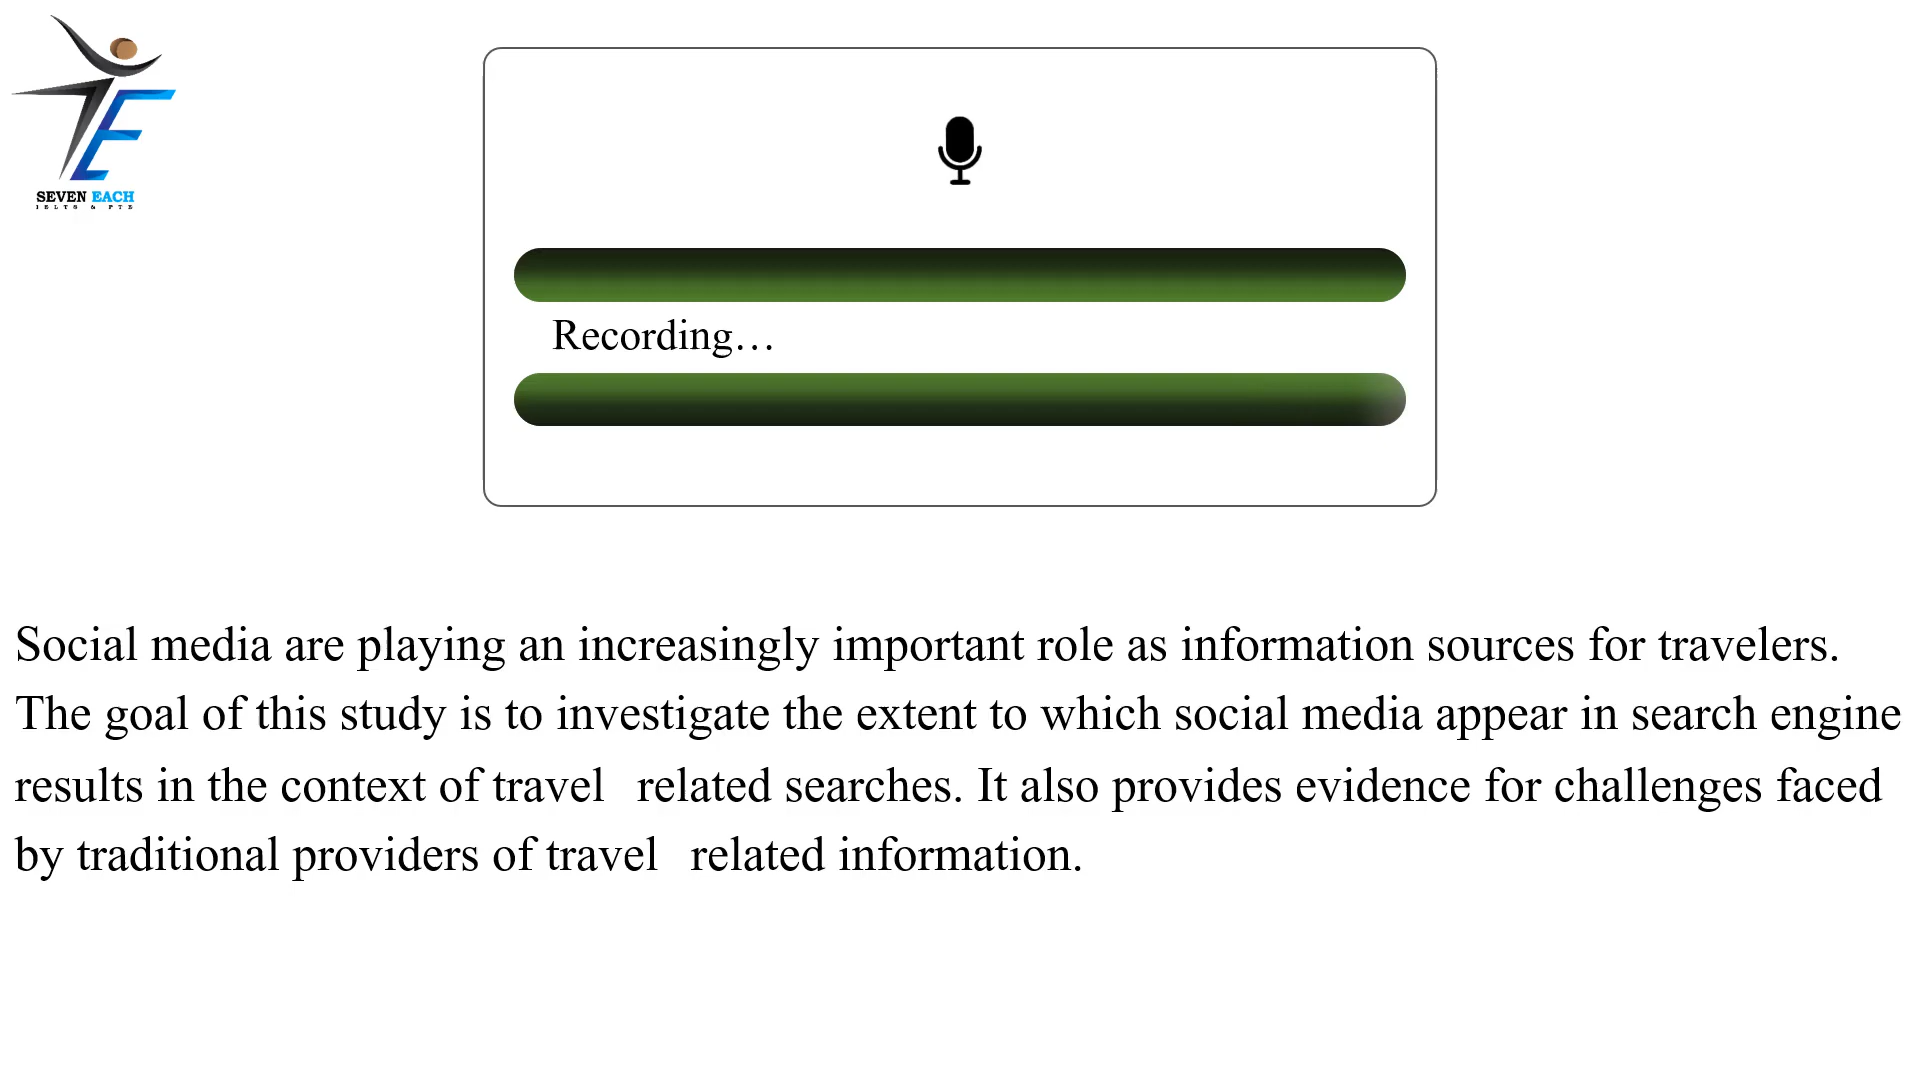 SEVEN EACH
IELTS & PTE
Recording…
Social media are playing an increasingly important role as information sources for travelers.
The goal of this study is to investigate the extent to which social media appear in search engine
results in the context of travel related searches. It also provides evidence for challenges faced
by traditional providers of travel related information.